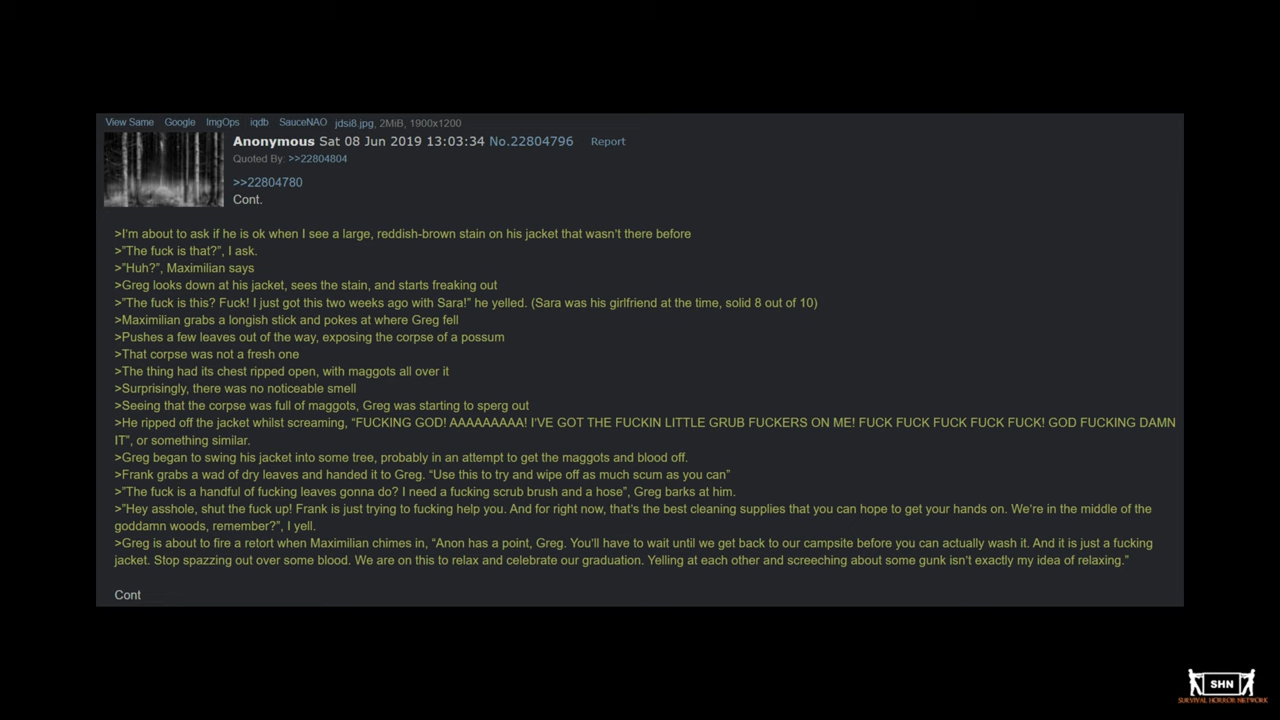 View Same Google ImgOps iqdb SauceNAO jdsi8.jpg, 2MiB, 1900x1200
Anonymous Sat 08 Jun 2019 13:03:34 No.22804796 Report
Quoted By: >>22804804
>>22804780
Cont.
>I'm about to ask if he is ok when I see a large, reddish-brown stain on his jacket that wasn't there before
>"The fuck is that?", I ask.
>"Huh?", Maximilian says
>Greg looks down at his jacket, sees the stain, and starts freaking out
>"The fuck is this? Fuck! I just got this two weeks ago with Sara!" he yelled. (Sara was his girlfriend at the time, solid 8 out of 10)
>Maximilian grabs a longish stick and pokes at where Greg fell
>Pushes a few leaves out of the way, exposing the corpse of a possum
>That corpse was not a fresh one
>The thing had its chest ripped open, with maggots all over it
>Surprisingly, there was no noticeable smell
>Seeing that the corpse was full of maggots, Greg was starting to sperg out
>He ripped off the jacket whilst screaming, “FUCKING GOD! AAAAAAAAA! I'VE GOT THE FUCKIN LITTLE GRUB FUCKERS ON ME! FUCK FUCK FUCK FUCK FUCK! GOD FUCKING DAMN
IT”, or something similar.
>Greg began to swing his jacket into some tree, probably in an attempt to get the maggots and blood off.
>Frank grabs a wad of dry leaves and handed it to Greg. “Use this to try and wipe off as much scum as you can”
>"The fuck is a handful of fucking leaves gonna do? I need a fucking scrub brush and a hose”, Greg barks at him.
>"Hey asshole, shut the fuck up! Frank is just trying to fucking help you. And for right now, that's the best cleaning supplies that you can hope to get your hands on. We're in the middle of the
goddamn woods, remember?”, I yell.
>Greg is about to fire a retort when Maximilian chimes in, “Anon has a point, Greg. You'll have to wait until we get back to our campsite before you can actually wash it. And it is just a fucking
jacket. Stop spazzing out over some blood. We are on this to relax and celebrate our graduation. Yelling at each other and screeching about some gunk isn't exactly my idea of relaxing.”
Cont
SHN
SURVIVAL HORROR NETWORK